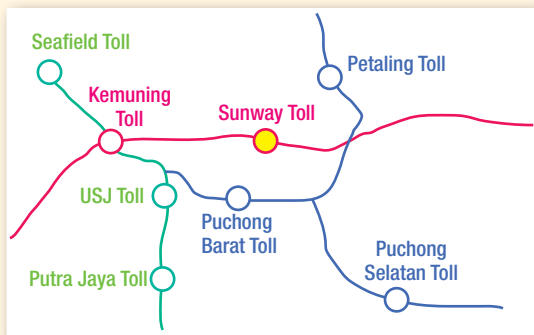 Seafield Toll
Kemuning
Toll
Sunway Toll
Petaling Toll
USJ Toll
Puchong
Barat Toll
Putra Jaya Toll
Puchong
Selatan Toll